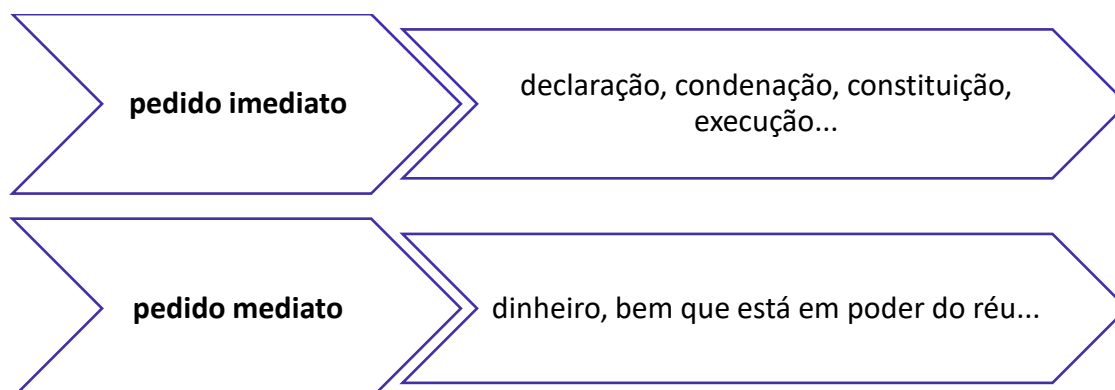 pedido imediato
declaração, condenação, constituição,
execução...
pedido mediato
dinheiro, bem que está em poder do réu...